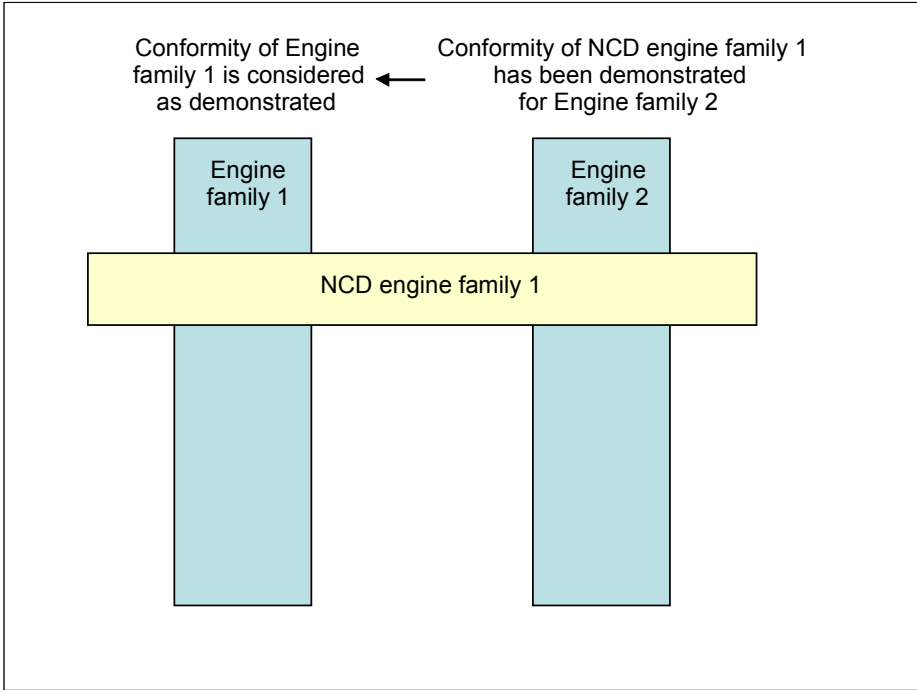 Conformity of Engine
family 1 is considered
as demonstrated
Conformity of NCD engine family 1
has been demonstrated
for Engine family 2
Engine
family 1
Engine
family 2
NCD engine family 1